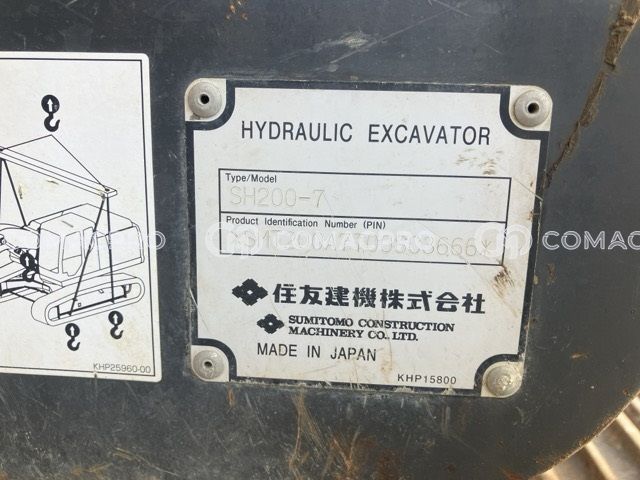 HYDRAULIC EXCAVATOR
Type/Model
SH200-7
Product Identification Number (PIN)
住友建機株式会社
SUMITOMO CONSTRUCTION
MACHINERY CO.. LTD.
MADE IN JAPAN
KHP15800
KHP25960-00
COMAC